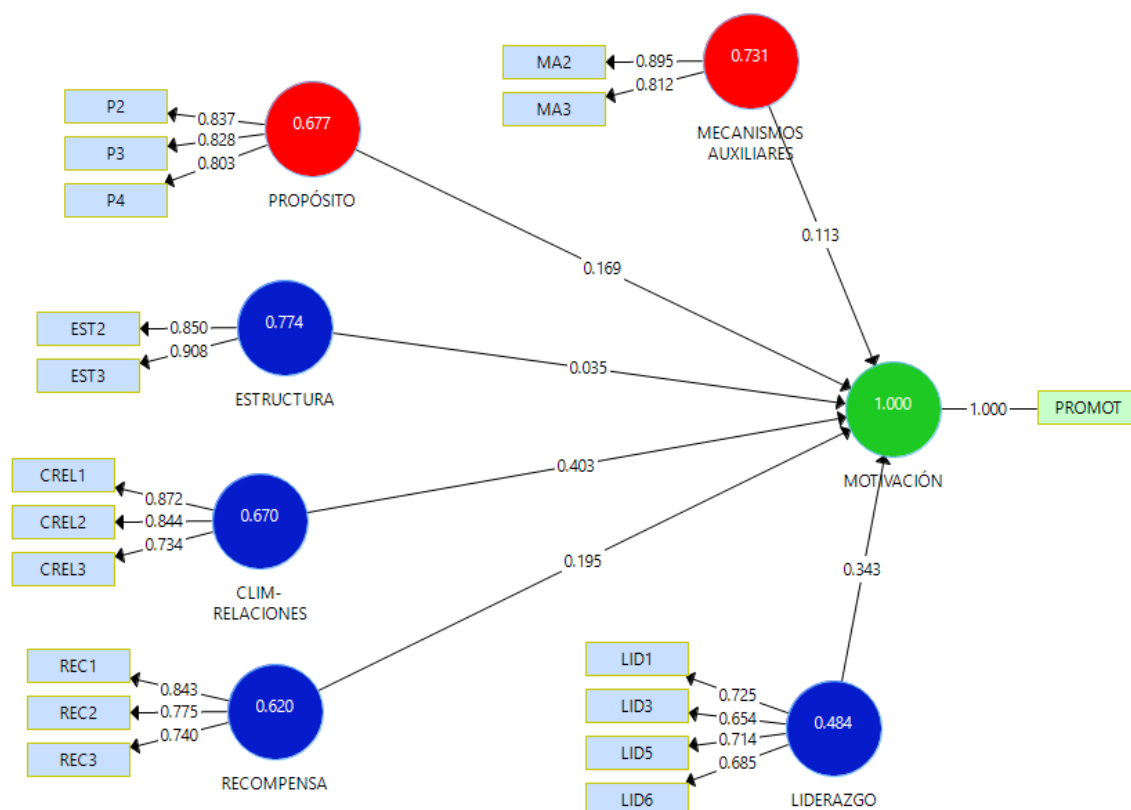 MA2
0.895
0.731
MA3
0.812
MECANISMOS
AUXILIARES
P2
0.837
0.677
P3
0.828
P4
0.803
PROPÓSITO
0.113
0.169
EST2
0.850
0.774
EST3
0.908
ESTRUCTURA
0.035
1.000
1.000
PROMOT
MOTIVACIÓN
CREL1
0.872
0.670
CREL2
0.844
CREL3
0.734
CLIM-
RELACIONES
0.403
0.195
0.343
REC1
0.843
0.620
REC2
0.775
REC3
0.740
RECOMPENSA
LID1
0.725
LID3
0.654
0.484
LID5
0.714
LID6
0.685
LIDERAZGO